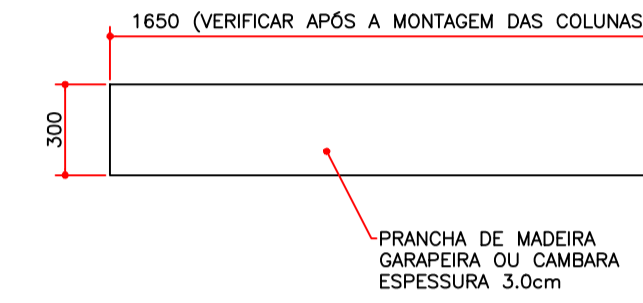 1650 (VERIFICAR APÓS A MONTAGEM DAS COLUNAS
300
PRANCHA DE MADEIRA
GARAPEIRA OU CAMBARA
ESPESSURA 3.0cm